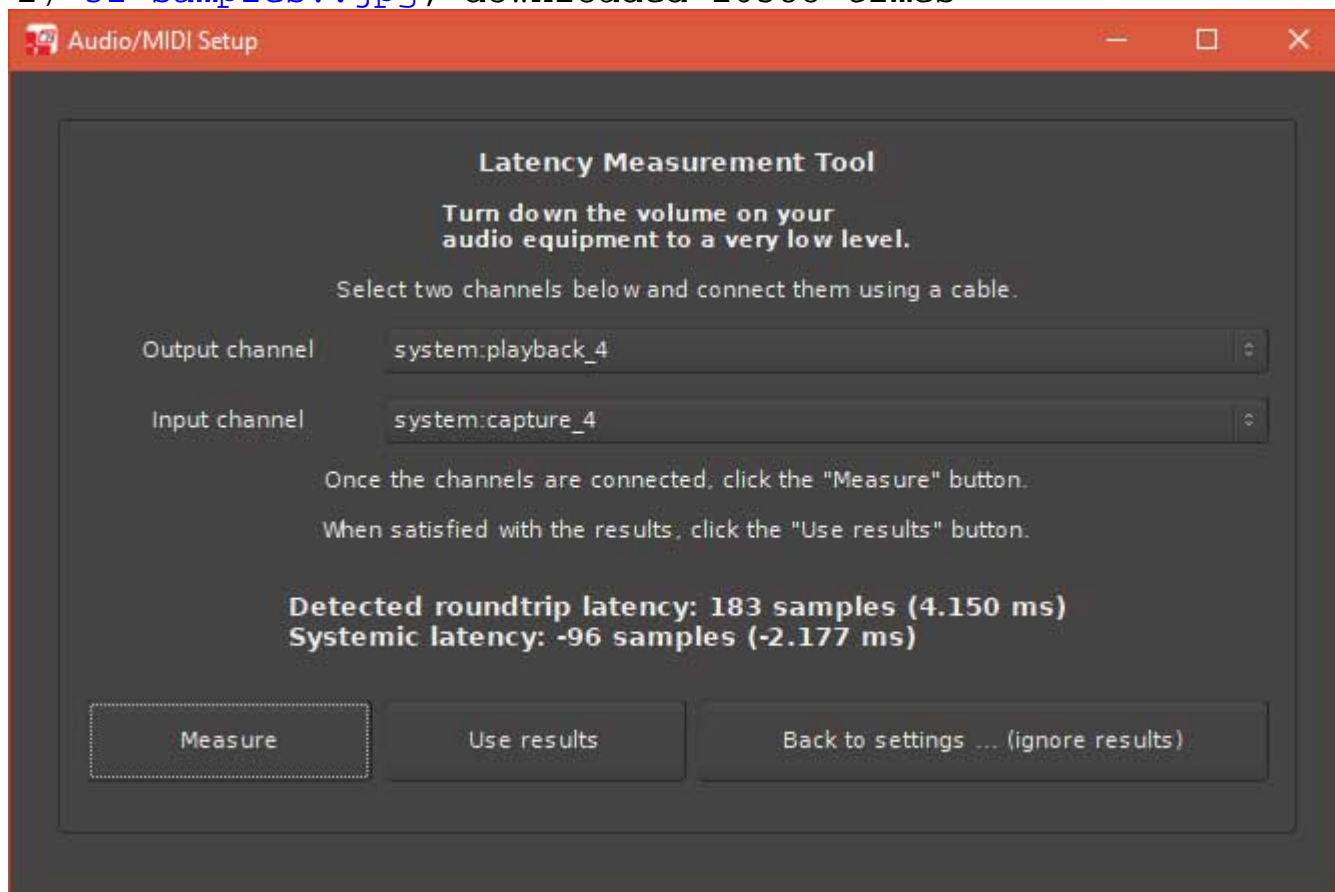 Audio/MIDI Setup
Latency Measurement Tool
Turn down the volume on your
audio equipment to a very low level.
Select two channels below and connect them using a cable.
Output channel system:playback_4
Input channel system:capture_4
Once the channels are connected, click the "Measure" button.
When satisfied with the results, click the "Use results" button.
Detected roundtrip latency: 183 samples (4.150 ms)
Systemic latency: -96 samples (-2.177 ms)
Measure Use results Back to settings ... (ignore results)